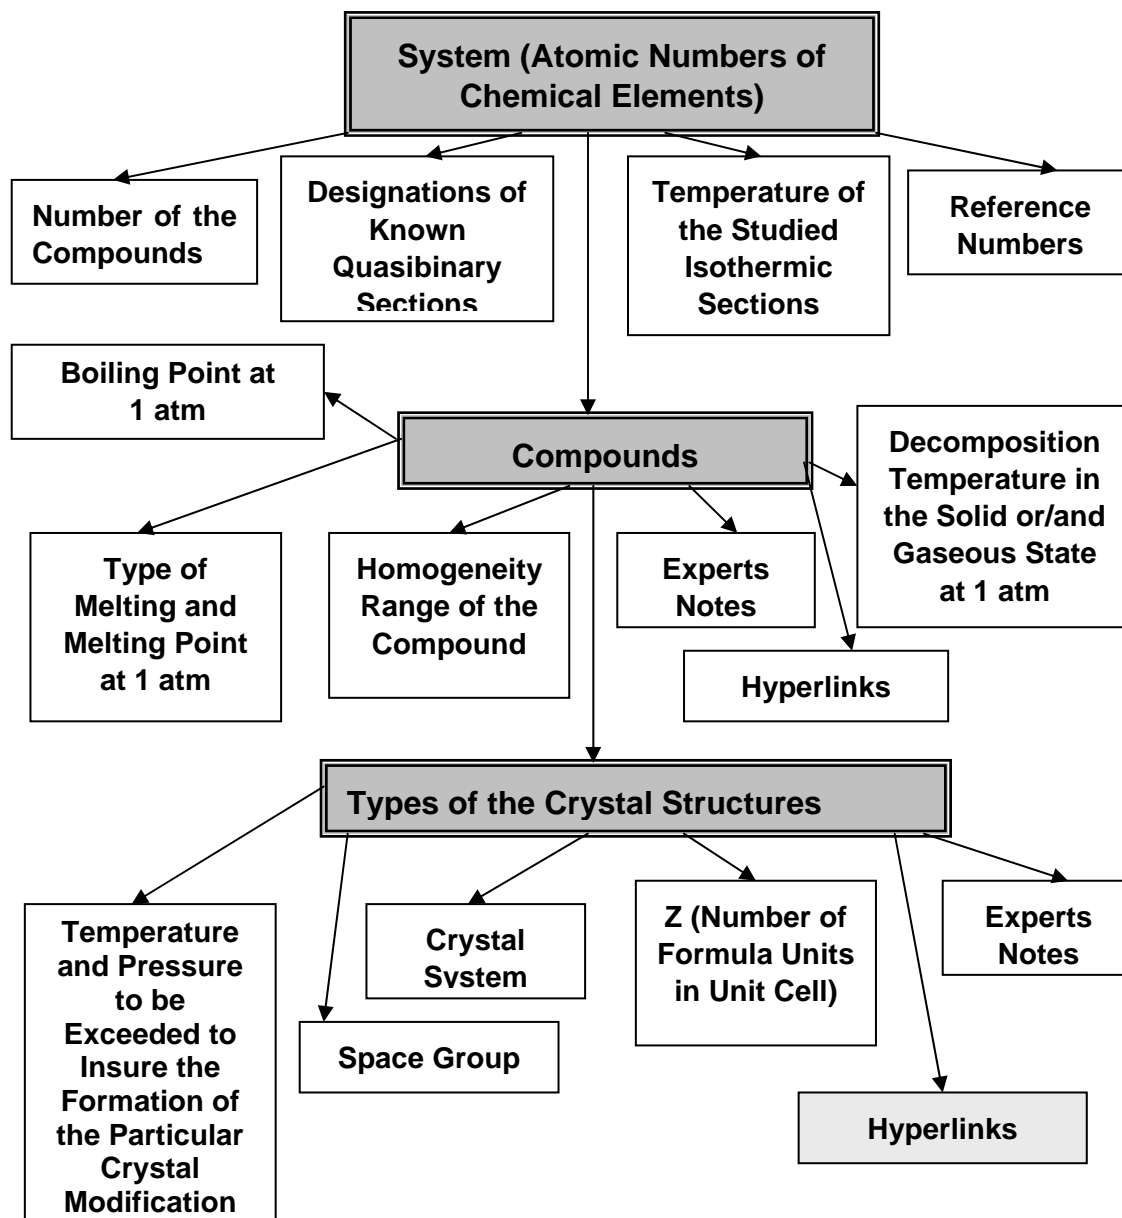 System (Atomic Numbers of
Chemical Elements)
Number of the
Compounds
Designations of
Known
Quasibinary
Sections
Temperature of
the Studied
Isothermic
Sections
Reference
Numbers
Boiling Point at
1 atm
Compounds
Decomposition
Temperature in
the Solid or/and
Gaseous State
at 1 atm
Type of
Melting and
Melting Point
at 1 atm
Homogeneity
Range of the
Compound
Experts
Notes
Hyperlinks
Types of the Crystal Structures
Temperature
and Pressure
to be
Exceeded to
Insure the
Formation of
the Particular
Crystal
Modification
Space Group
Crystal
System
Z (Number of
Formula Units
in Unit Cell)
Hyperlinks
Experts
Notes